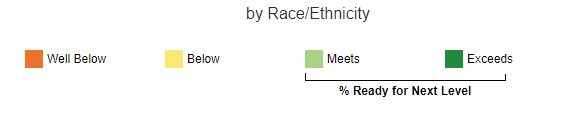 by Race/Ethnicity
Well Below Below Meets Exceeds
% Ready for Next Level